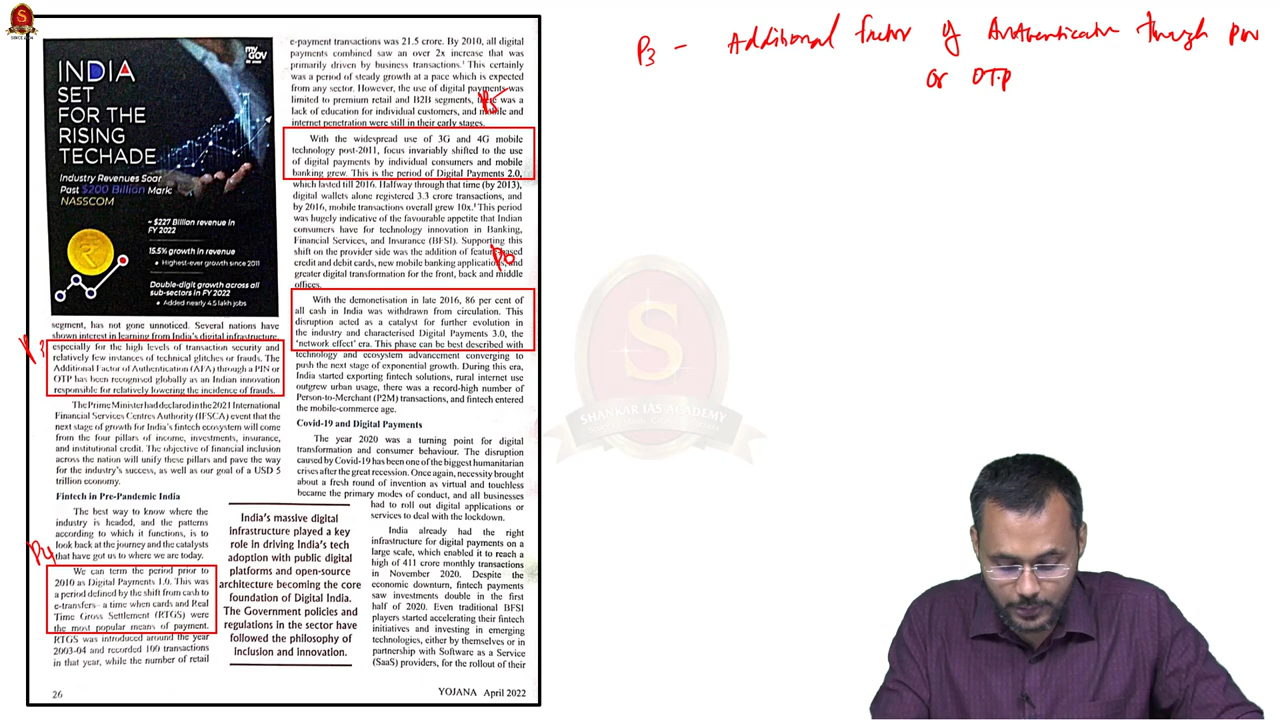 S
SINCE 2004
my
GOV
INDIA
SET
FOR THE
RISING
TECHADE
Industry Revenues Soar
Past $200 Billion Mark:
NASSCOM
~ $227 Billion revenue in
FY 2022
15.5% growth in revenue
• Highest-ever growth since 2011
Double-digit growth across all
sub-sectors in FY 2022
• Added nearly 4.5 lakh jobs
segment, has not gone unnoticed. Several nations have
shown interest in learning from India's digital infrastructure,
especially for the high levels of transaction security and
relatively few instances of technical glitches or frauds. The
Additional Factor of Authentication (AFA) through a PIN or
OTP has been recognised globally as an Indian innovation
responsible for relatively lowering the incidence of frauds.
P3
The Prime Minister had declared in the 2021 International
Financial Services Centres Authority (IFSCA) event that the
next stage of growth for India's fintech ecosystem will come
from the four pillars of income, investments, insurance,
and institutional credit. The objective of financial inclusion
across the nation will unify these pillars and pave the way
for the industry's success, as well as our goal of a USD 5
trillion economy.
Fintech in Pre-Pandemic India
The best way to know where the
industry is headed, and the patterns
according to which it functions, is to
look back at the journey and the catalysts
that have got us to where we are today.
P4
We can term the period prior to
2010 as Digital Payments 1.0. This was
a period defined by the shift from cash to
e-transfers– a time when cards and Real
Time Gross Settlement (RTGS) were
the most popular means of payment.
RTGS was introduced around the year
2003-04 and recorded 100 transactions
in that year, while the number of retail
India's massive digital
infrastructure played a key
role in driving India's tech
adoption with public digital
platforms and open-source
architecture becoming the core
foundation of Digital India.
The Government policies and
regulations in the sector have
followed the philosophy of
inclusion and innovation.
e-payment transactions was 21.5 crore. By 2010, all digital
payments combined saw an over 2x increase that was
primarily driven by business transactions.¹ This certainly
was a period of steady growth at a pace which is expected
from any sector. However, the use of digital payments was
limited to premium retail and B2B segments, there was a
lack of education for individual customers, and mobile and
internet penetration were still in their early stages.
P5
With the widespread use of 3G and 4G mobile
technology post-2011, focus invariably shifted to the use
of digital payments by individual consumers and mobile
banking grew. This is the period of Digital Payments 2.0,
which lasted till 2016. Halfway through that time (by 2013),
digital wallets alone registered 3.3 crore transactions, and
by 2016, mobile transactions overall grew 10x.¹ This period
was hugely indicative of the favourable appetite that Indian
consumers have for technology innovation in Banking,
Financial Services, and Insurance (BFSI). Supporting this
shift on the provider side was the addition of feature-based
credit and debit cards, new mobile banking applications, and
greater digital transformation for the front, back and middle
offices.
With the demonetisation in late 2016, 86 per cent of
all cash in India was withdrawn from circulation. This
disruption acted as a catalyst for further evolution in
the industry and characterised Digital Payments 3.0, the
'network effect' era. This phase can be best described with
technology and ecosystem advancement converging to
push the next stage of exponential growth. During this era,
India started exporting fintech solutions, rural internet use
outgrew urban usage, there was a record-high number of
Person-to-Merchant (P2M) transactions, and fintech entered
the mobile-commerce age.
Covid-19 and Digital Payments
The year 2020 was a turning point for digital
transformation and consumer behaviour. The disruption
caused by Covid-19 has been one of the biggest humanitarian
crises after the great recession. Once again, necessity brought
about a fresh round of invention as virtual and touchless
became the primary modes of conduct, and all businesses
had to roll out digital applications or
services to deal with the lockdown.
India already had the right
infrastructure for digital payments on a
large scale, which enabled it to reach a
high of 411 crore monthly transactions
in November 2020. Despite the
economic downturn, fintech payments
saw investments double in the first
half of 2020. Even traditional BFSI
players started accelerating their fintech
initiatives and investing in emerging
technologies, either by themselves or in
partnership with Software as a Service
(SaaS) providers, for the rollout of their
26
YOJANA April 2022
P3 – Additional factor of Authentication through pin
or OTP
S
SHANKAR IAS ACADEMY